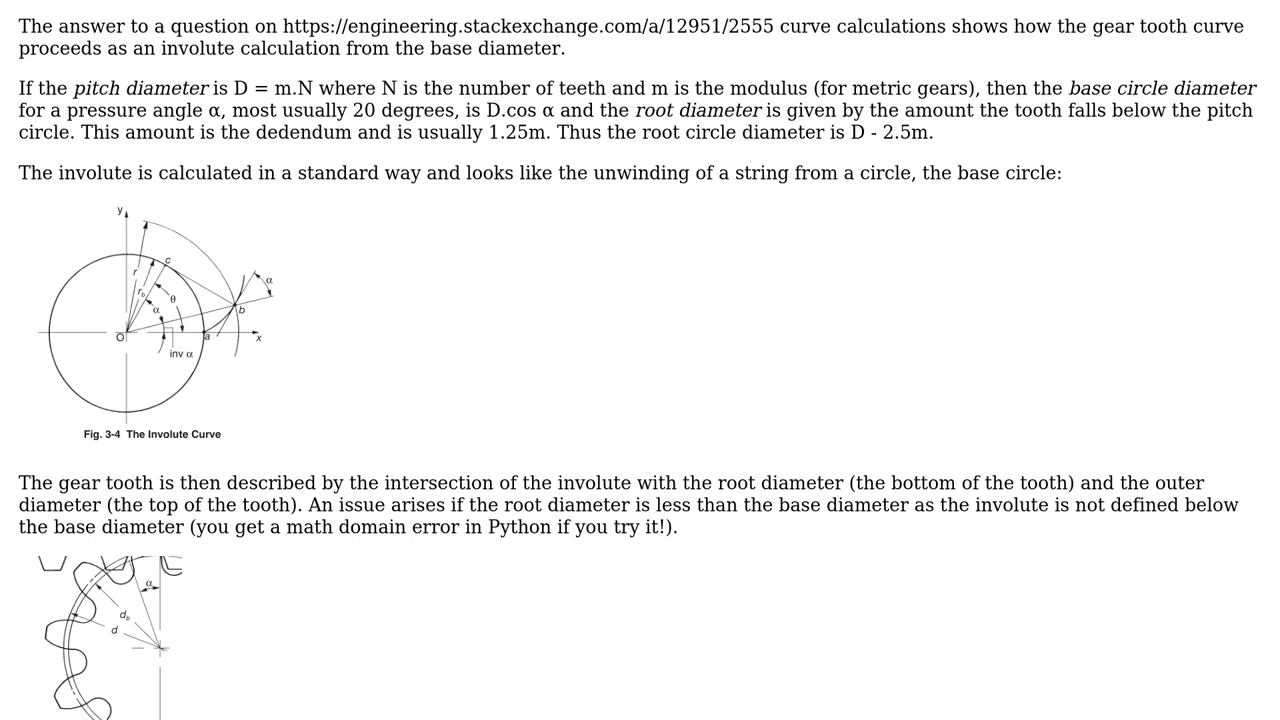 The answer to a question on https://engineering.stackexchange.com/a/12951/2555 curve calculations shows how the gear tooth curve
proceeds as an involute calculation from the base diameter.
If the pitch diameter is D = m.N where N is the number of teeth and m is the modulus (for metric gears), then the base circle diameter
for a pressure angle α, most usually 20 degrees, is D.cos α and the root diameter is given by the amount the tooth falls below the pitch
circle. This amount is the dedendum and is usually 1.25m. Thus the root circle diameter is D - 2.5m.
The involute is calculated in a standard way and looks like the unwinding of a string from a circle, the base circle:
y
c
r
α
r_b
θ
α
b
O
a
x
inv α
Fig. 3-4 The Involute Curve
The gear tooth is then described by the intersection of the involute with the root diameter (the bottom of the tooth) and the outer
diameter (the top of the tooth). An issue arises if the root diameter is less than the base diameter as the involute is not defined below
the base diameter (you get a math domain error in Python if you try it!).
α
d_b
d